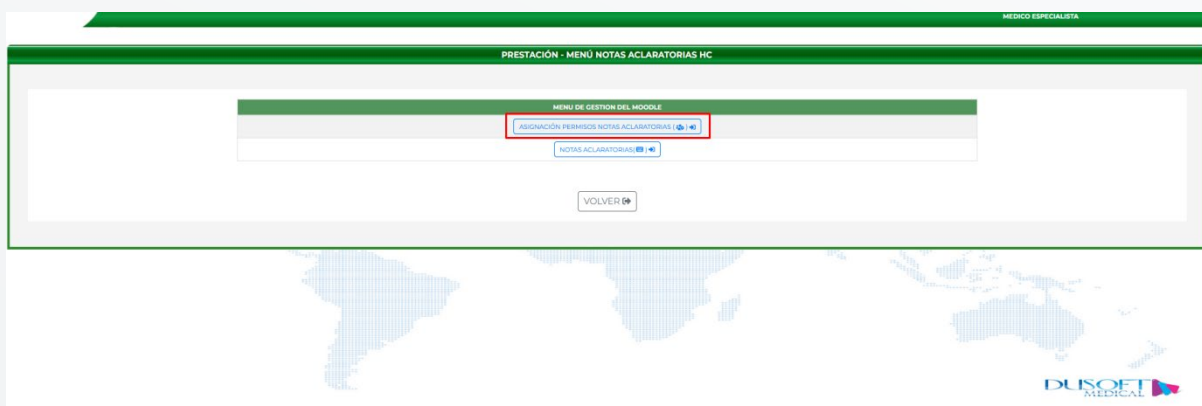 MEDICO ESPECIALISTA
PRESTACIÓN - MENÚ NOTAS ACLARATORIAS HC
MENU DE GESTION DEL MOODLE
ASIGNACIÓN PERMISOS NOTAS ACLARATORIAS | |
NOTAS ACLARATORIAS| |
VOLVER
DUSOFT
MEDICAL